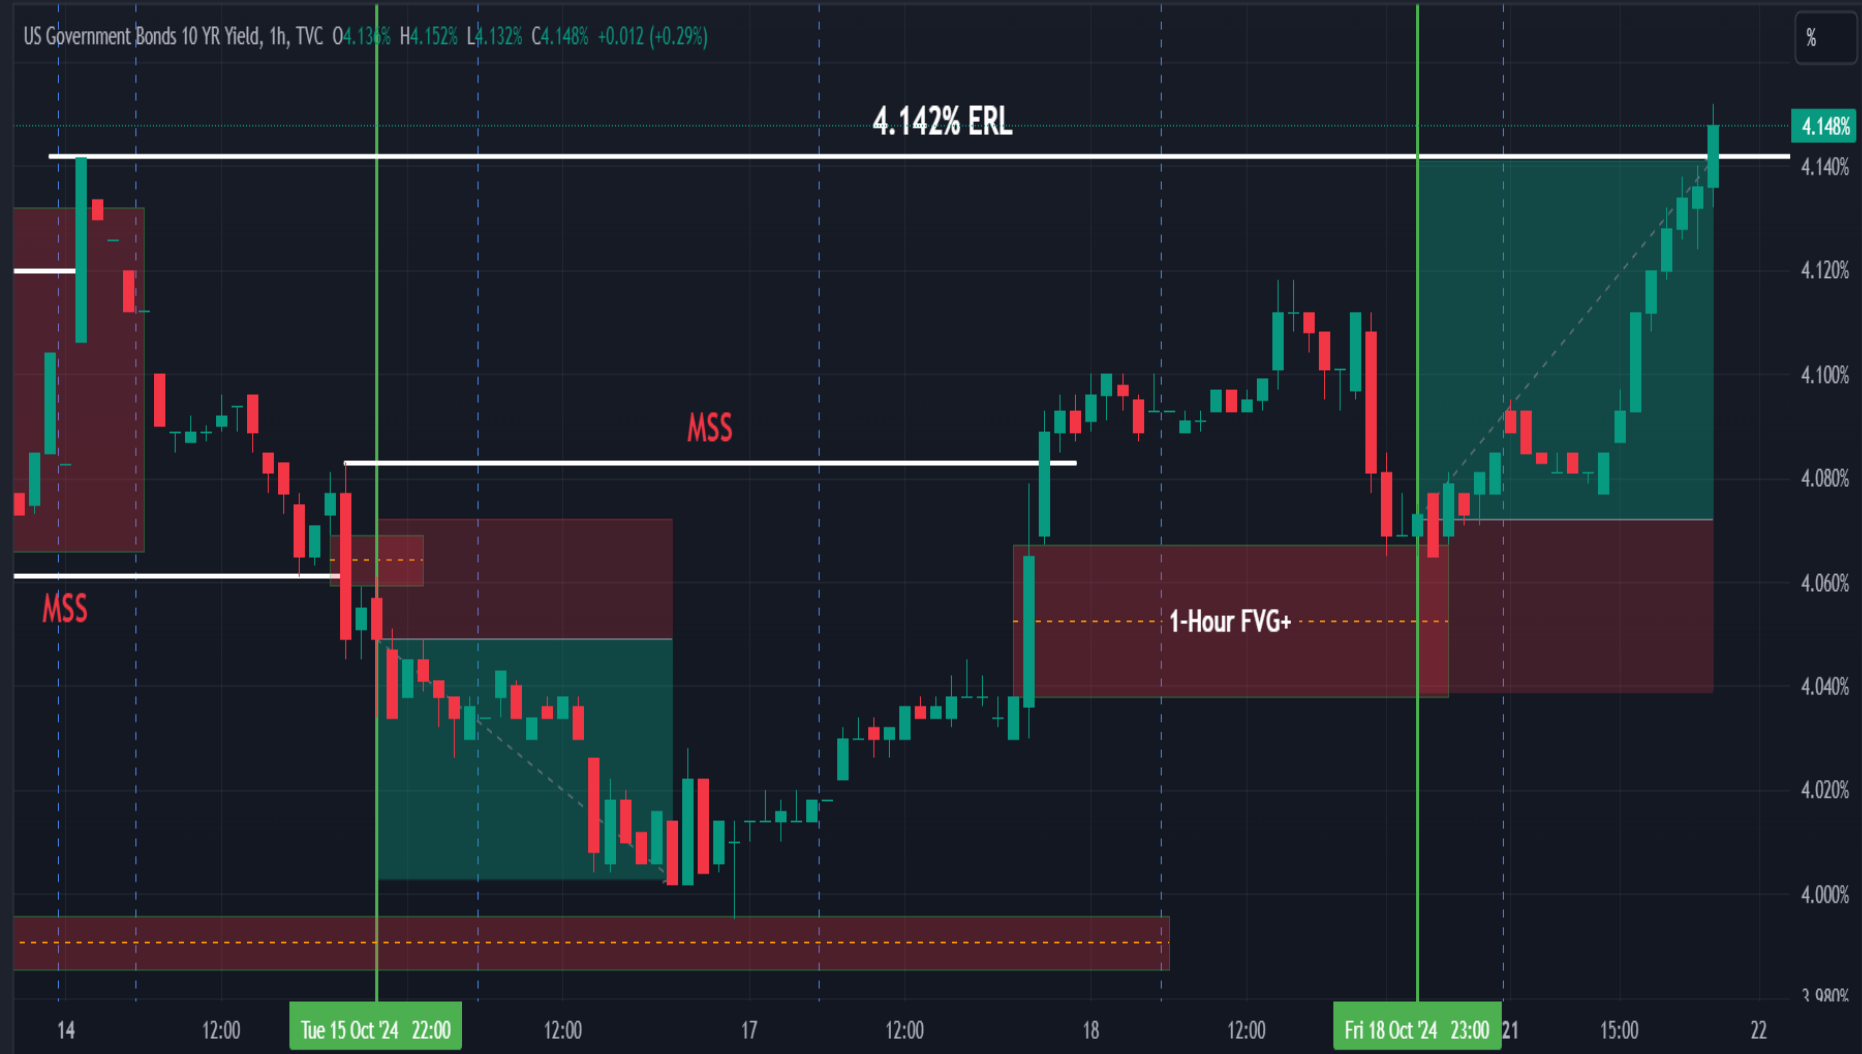 US Government Bonds 10 YR Yield, 1h, TVC O4.136% H4.152% L4.132% C4.148% +0.012 (+0.29%)
%
4.142% ERL
4.148%
4.140%
4.120%
4.100%
MSS
4.080%
4.060%
MSS
1-Hour FVG+
4.040%
4.020%
4.000%
3.980%
14 12:00 Tue 15 Oct '24 22:00 12:00 17 12:00 18 12:00 Fri 18 Oct '24 23:00 21 15:00 22